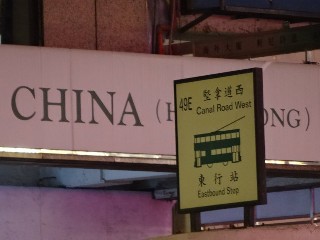 CHINA (H ONG)
49E
堅拿道西
Canal Road West
東行站
Eastbound Stop